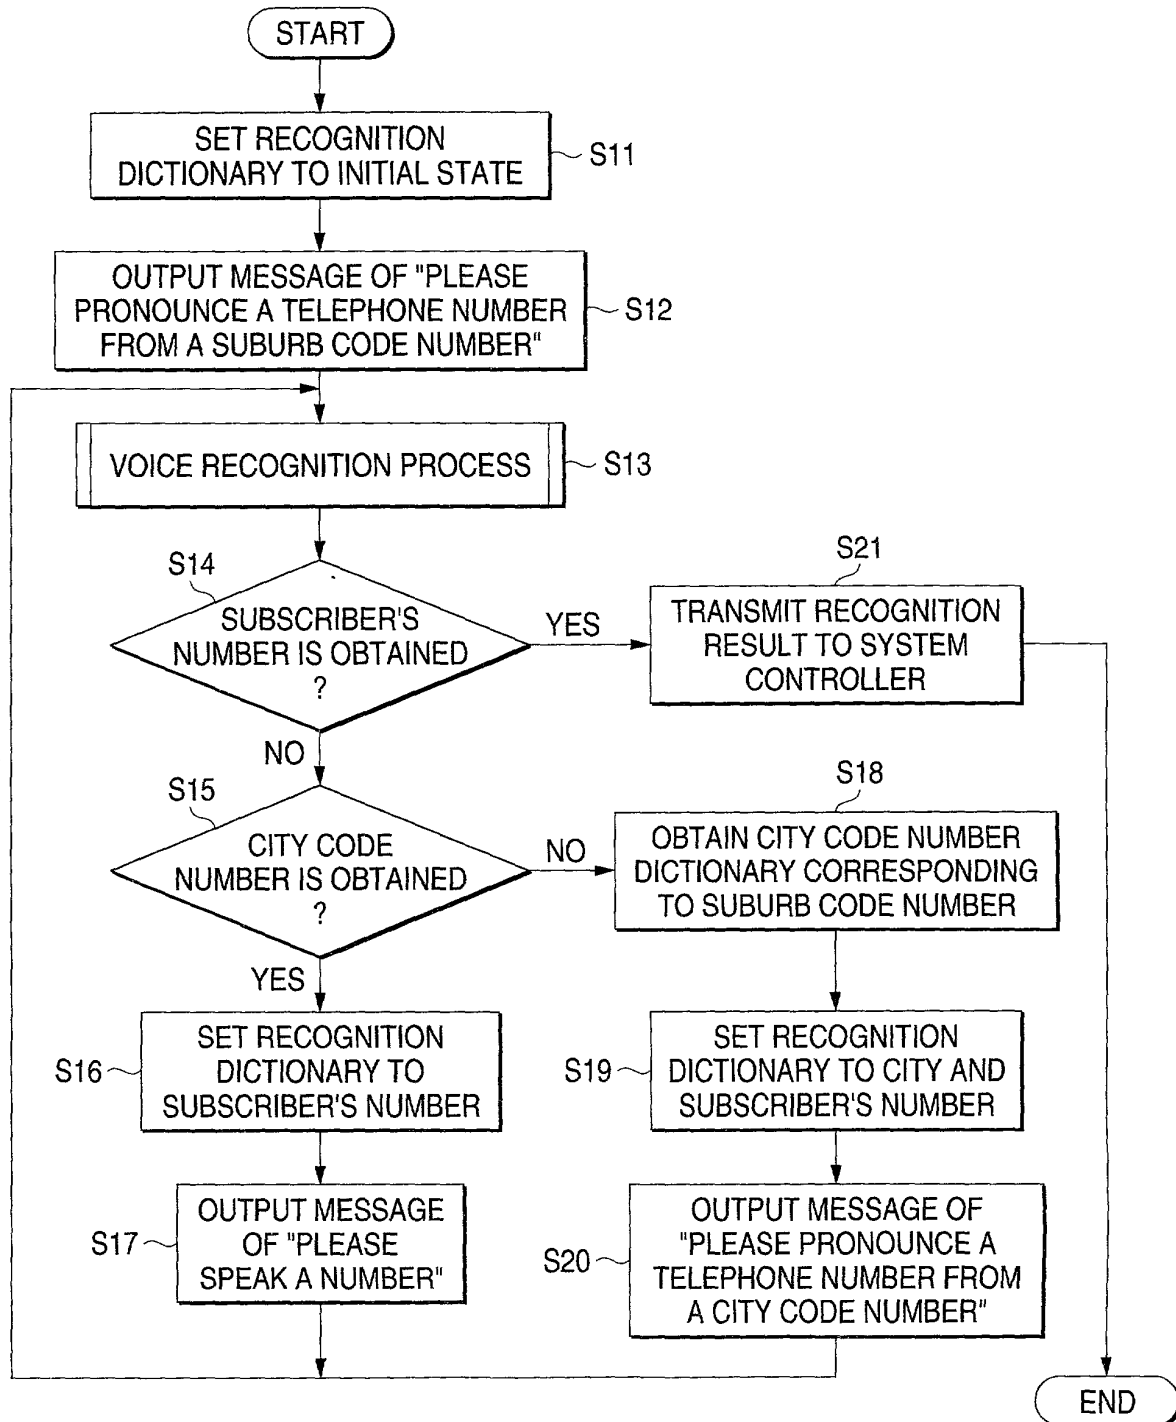 START
SET RECOGNITION
DICTIONARY TO INITIAL STATE
S11
OUTPUT MESSAGE OF "PLEASE
PRONOUNCE A TELEPHONE NUMBER
FROM A SUBURB CODE NUMBER"
S12
VOICE RECOGNITION PROCESS
S13
S14
SUBSCRIBER'S
NUMBER IS OBTAINED
?
YES
S21
TRANSMIT RECOGNITION
RESULT TO SYSTEM
CONTROLLER
NO
S15
CITY CODE
NUMBER IS OBTAINED
?
NO
S18
OBTAIN CITY CODE NUMBER
DICTIONARY CORRESPONDING
TO SUBURB CODE NUMBER
YES
S16
SET RECOGNITION
DICTIONARY TO
SUBSCRIBER'S NUMBER
S19
SET RECOGNITION
DICTIONARY TO CITY AND
SUBSCRIBER'S NUMBER
S17
OUTPUT MESSAGE
OF "PLEASE
SPEAK A NUMBER"
S20
OUTPUT MESSAGE OF
"PLEASE PRONOUNCE A
TELEPHONE NUMBER FROM
A CITY CODE NUMBER"
END